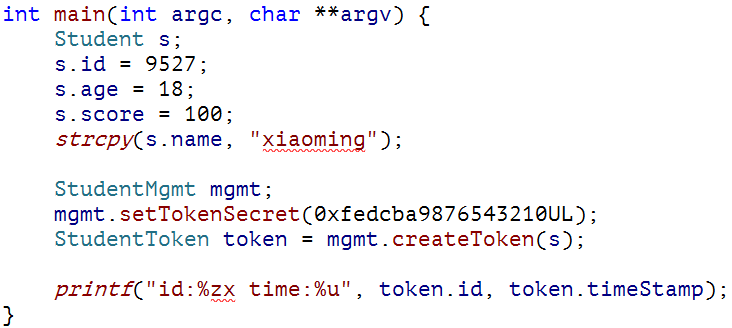 int main(int argc, char **argv) {
    Student s;
    s.id = 9527;
    s.age = 18;
    s.score = 100;
    strcpy(s.name, "xiaoming");

    StudentMgmt mgmt;
    mgmt.setTokenSecret(0xfedcba9876543210UL);
    StudentToken token = mgmt.createToken(s);

    printf("id:%zx time:%u", token.id, token.timeStamp);
}